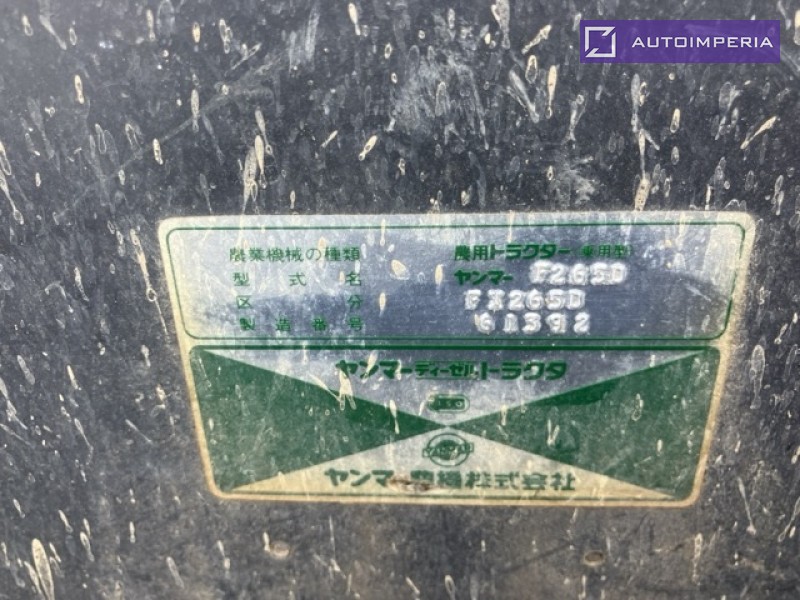 AUTOIMPERIA
農業機械の種類 農用トラクター(乗用型)
型式名 ヤンマー F265D
区分 FX265D
製造番号 61392
ヤンマーディーゼルトラクタ
ヤンマー農機株式会社